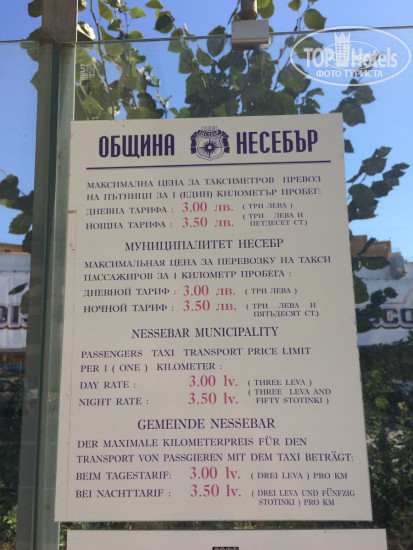 TopHotels
ФОТО ТУРИСТА
ОБЩИНА НЕСЕБЪР
МАКСИМАЛНА ЦЕНА ЗА ТАКСИМЕТРОВ ПРЕВОЗ
НА ПЪТНИЦИ ЗА 1 (ЕДИН) КИЛОМЕТЪР ПРОБЕГ:
ДНЕВНА ТАРИФА : 3.00 лв. ( ТРИ ЛЕВА )
НОЩНА ТАРИФА : 3.50 лв. ( ТРИ ЛЕВА И
ПЕТДЕСЕТ СТ.)
МУНИЦИПАЛИТЕТ НЕСЕБР
МАКСИМАЛЬНАЯ ЦЕНА ЗА ПЕРЕВОЗКУ НА ТАКСИ
ПАССАЖИРОВ ЗА 1 КИЛОМЕТР ПРОБЕГА :
ДНЕВНОЙ ТАРИФ : 3.00 лв. ( ТРИ ЛЕВА )
НОЧНОЙ ТАРИФ : 3.50 лв. ( ТРИ ЛЕВА И
ПЯТЬДЕСЯТ СТ.)
NESSEBAR MUNICIPALITY
PASSENGERS TAXI TRANSPORT PRICE LIMIT
PER 1 ( ONE ) KILOMETER :
DAY RATE : 3.00 lv. ( THREE LEVA )
NIGHT RATE : 3.50 lv. ( THREE LEVA AND
FIFTY STOTINKI )
GEMEINDE NESSEBAR
DER MAXIMALE KILOMETERPREIS FÜR DEN
TRANSPORT VON PASSGIEREN MIT DEM TAXI BETRÄGT:
BEIM TAGESTARIF: 3.00 lv. ( DREI LEVA ) PRO KM
BEI NACHTTARIF: 3.50 lv. ( DREI LEVA UND FÜNFZIG
STOTINKI ) PRO KM